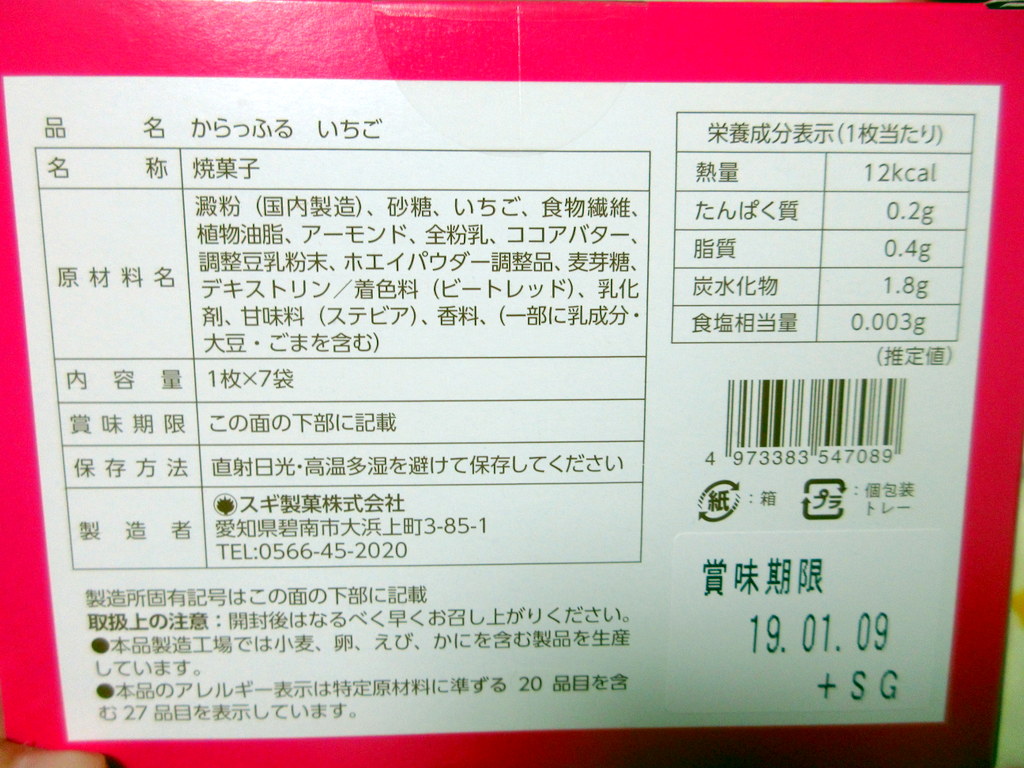 品名 からっふる いちご
名称 焼菓子
原材料名 澱粉(国内製造)、砂糖、いちご、食物繊維、
植物油脂、アーモンド、全粉乳、ココアバター、
調整豆乳粉末、ホエイパウダー調整品、麦芽糖、
デキストリン/着色料(ビートレッド)、乳化
剤、甘味料(ステビア)、香料、(一部に乳成分・
大豆・ごまを含む)
内容量 1枚×7袋
賞味期限 この面の下部に記載
保存方法 直射日光・高温多湿を避けて保存してください
製造者 スギ製菓株式会社
愛知県碧南市大浜上町3-85-1
TEL:0566-45-2020
製造所固有記号はこの面の下部に記載
取扱上の注意:開封後はなるべく早くお召し上がりください。
●本品製造工場では小麦、卵、えび、かにを含む製品を生産
しています。
●本品のアレルギー表示は特定原材料に準ずる 20 品目を含
む 27 品目を表示しています。
栄養成分表示(1枚当たり)
熱量 12kcal
たんぱく質 0.2g
脂質 0.4g
炭水化物 1.8g
食塩相当量 0.003g
(推定値)
4 973383 547089
紙:箱 プラ:個包装
トレー
賞味期限
19.01.09
+SG